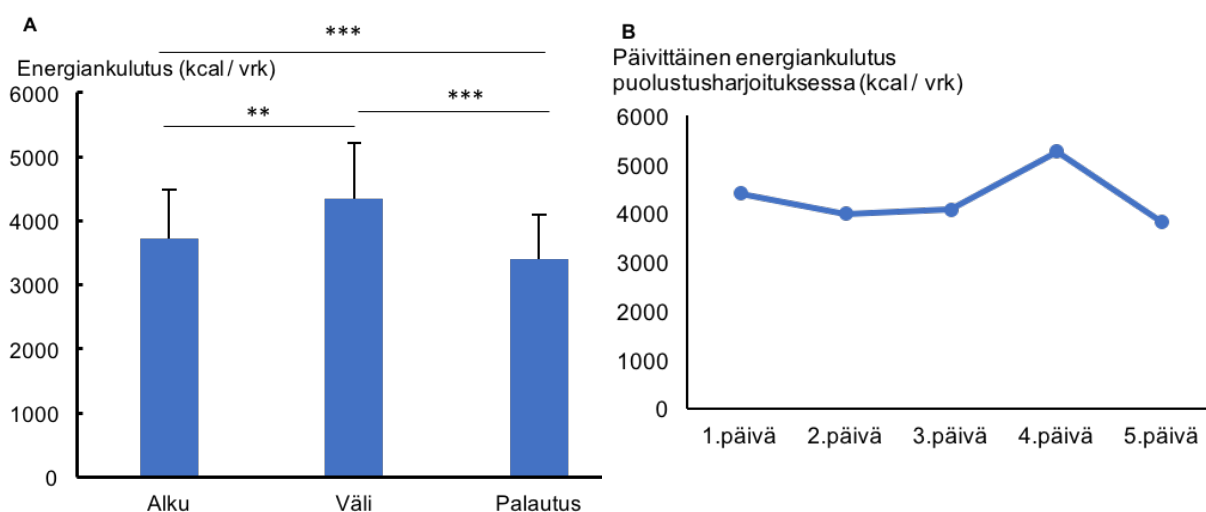 A
***
Energiankulutus (kcal / vrk)
6000
**
***
5000
4000
3000
2000
1000
0
Alku Väli Palautus
B
Päivittäinen energiankulutus
puolustusharjoituksessa (kcal / vrk)
6000
5000
4000
3000
2000
1000
0
1.päivä 2.päivä 3.päivä 4.päivä 5.päivä